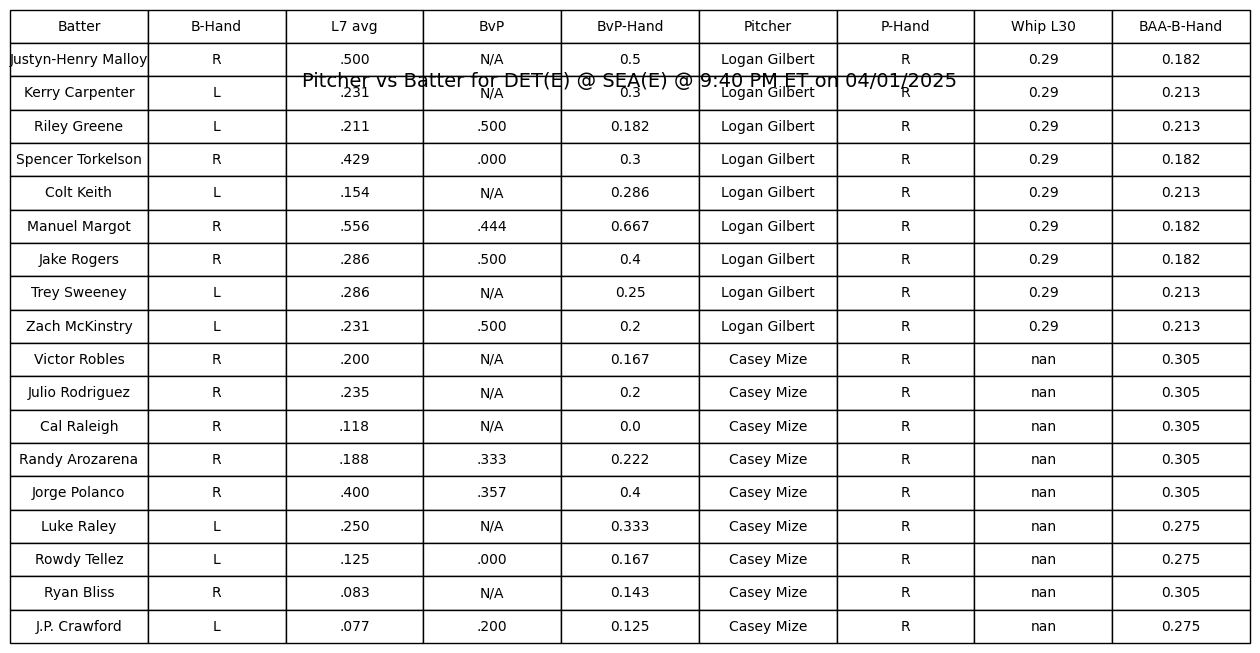 Batter B-Hand L7 avg BvP BvP-Hand Pitcher P-Hand Whip L30 BAA-B-Hand
Justyn-Henry Malloy R .500 N/A 0.5 Logan Gilbert R 0.29 0.182
Pitcher vs Batter for DET(E) @ SEA(E) @ 9:40 PM ET on 04/01/2025
Kerry Carpenter L .231 N/A 0.3 Logan Gilbert R 0.29 0.213
Riley Greene L .211 .500 0.182 Logan Gilbert R 0.29 0.213
Spencer Torkelson R .429 .000 0.3 Logan Gilbert R 0.29 0.182
Colt Keith L .154 N/A 0.286 Logan Gilbert R 0.29 0.213
Manuel Margot R .556 .444 0.667 Logan Gilbert R 0.29 0.182
Jake Rogers R .286 .500 0.4 Logan Gilbert R 0.29 0.182
Trey Sweeney L .286 N/A 0.25 Logan Gilbert R 0.29 0.213
Zach McKinstry L .231 .500 0.2 Logan Gilbert R 0.29 0.213
Victor Robles R .200 N/A 0.167 Casey Mize R nan 0.305
Julio Rodriguez R .235 N/A 0.2 Casey Mize R nan 0.305
Cal Raleigh R .118 N/A 0.0 Casey Mize R nan 0.305
Randy Arozarena R .188 .333 0.222 Casey Mize R nan 0.305
Jorge Polanco R .400 .357 0.4 Casey Mize R nan 0.305
Luke Raley L .250 N/A 0.333 Casey Mize R nan 0.275
Rowdy Tellez L .125 .000 0.167 Casey Mize R nan 0.275
Ryan Bliss R .083 N/A 0.143 Casey Mize R nan 0.305
J.P. Crawford L .077 .200 0.125 Casey Mize R nan 0.275